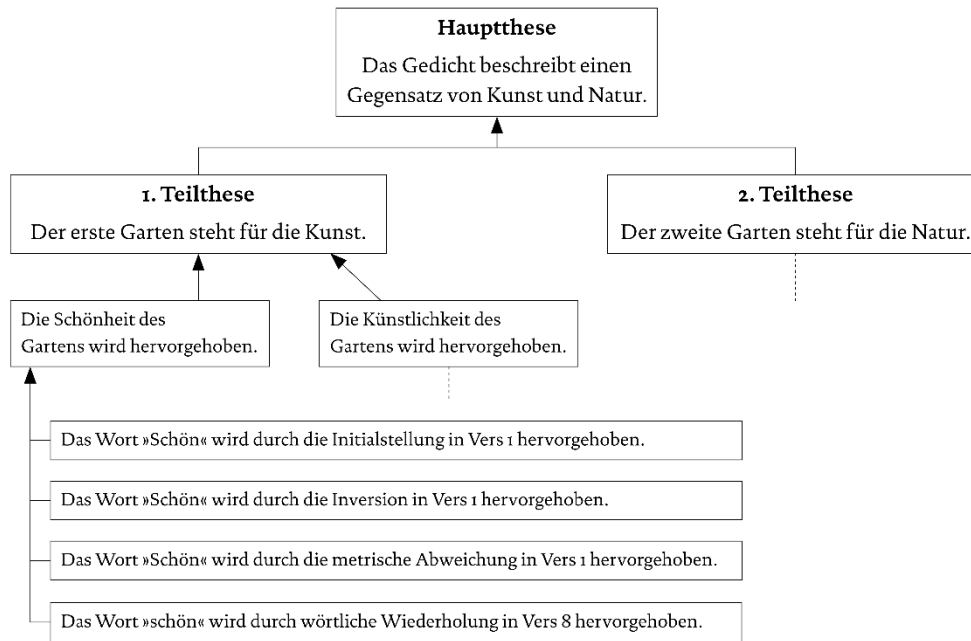 Hauptthese
Das Gedicht beschreibt einen
Gegensatz von Kunst und Natur.
1. Teilthese
Der erste Garten steht für die Kunst.
2. Teilthese
Der zweite Garten steht für die Natur.
Die Schönheit des
Gartens wird hervorgehoben.
Die Künstlichkeit des
Gartens wird hervorgehoben.
Das Wort »Schön« wird durch die Initialstellung in Vers 1 hervorgehoben.
Das Wort »Schön« wird durch die Inversion in Vers 1 hervorgehoben.
Das Wort »Schön« wird durch die metrische Abweichung in Vers 1 hervorgehoben.
Das Wort »schön« wird durch wörtliche Wiederholung in Vers 8 hervorgehoben.